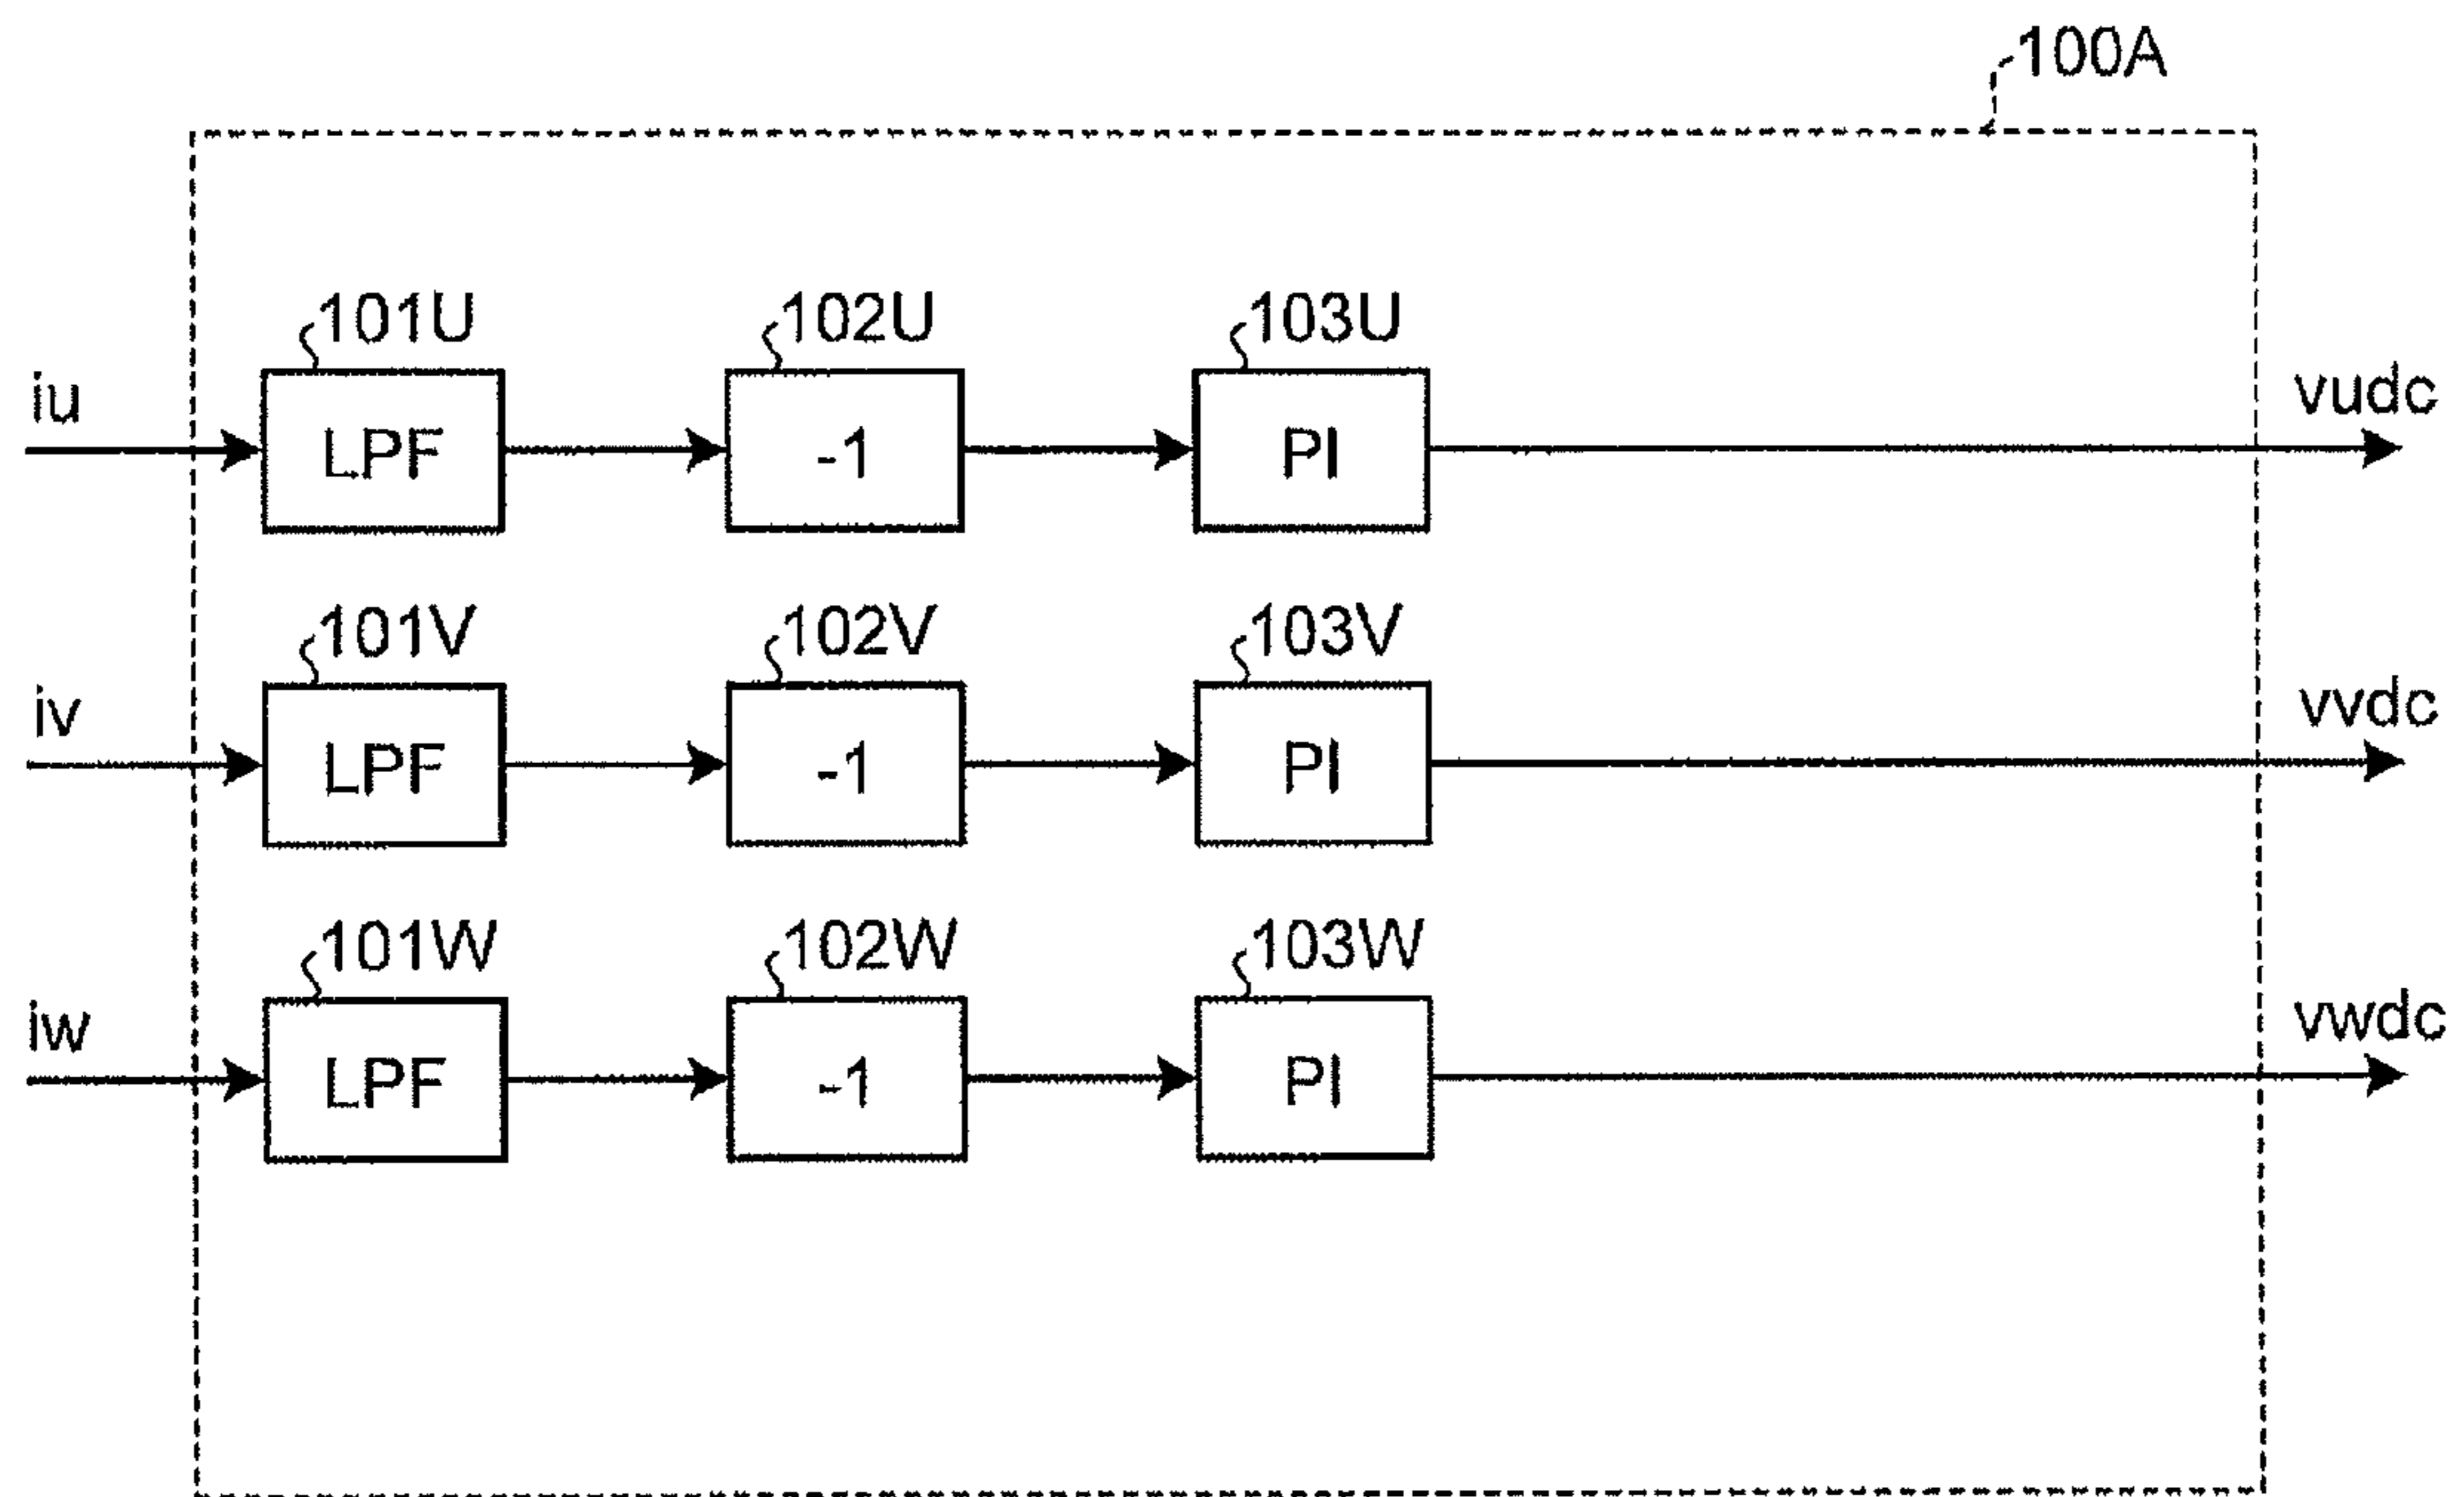 100A
101U 102U 103U
iu LPF -1 PI vudc
101V 102V 103V
iv LPF -1 PI vvdc
101W 102W 103W
iw LPF -1 PI vwdc